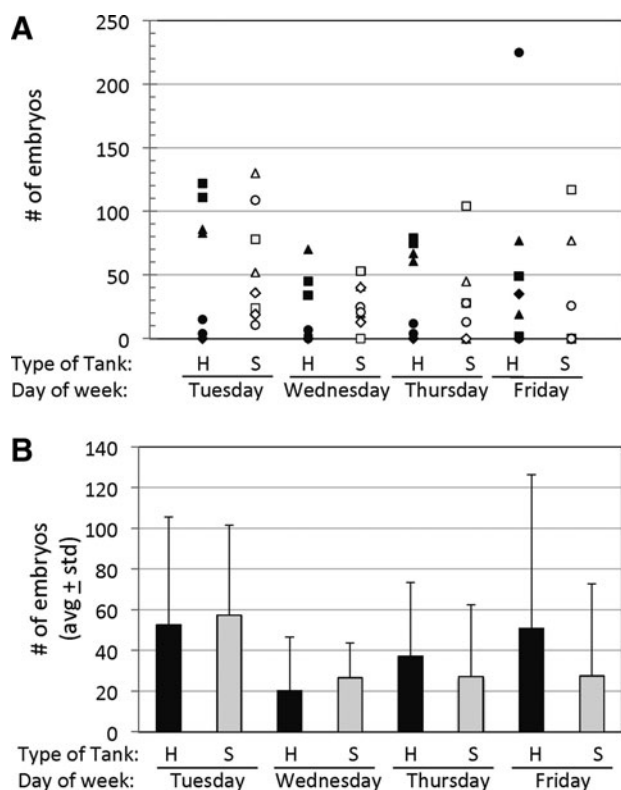 A
250
200
150
100
50
0
# of embryos
Type of Tank: H S H S H S H S
Day of week: Tuesday Wednesday Thursday Friday
B
140
120
100
80
60
40
20
0
# of embryos
(avg ± std)
Type of Tank: H S H S H S H S
Day of week: Tuesday Wednesday Thursday Friday